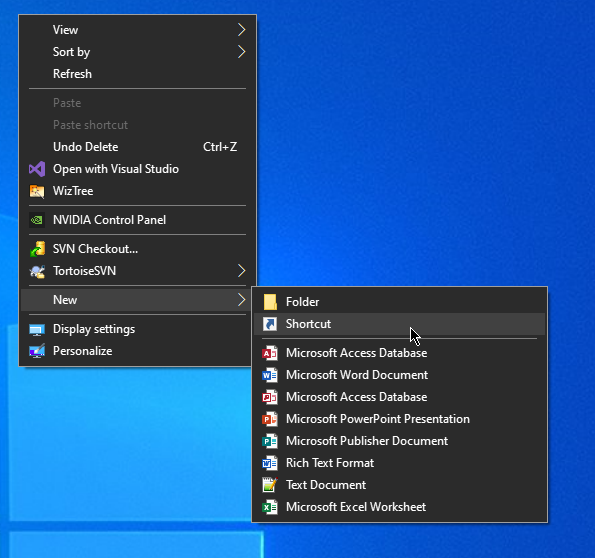 View
Sort by
Refresh
Paste
Paste shortcut
Undo Delete Ctrl+Z
Open with Visual Studio
WizTree
NVIDIA Control Panel
SVN Checkout...
TortoiseSVN
New
Display settings
Personalize
Folder
Shortcut
Microsoft Access Database
Microsoft Word Document
Microsoft Access Database
Microsoft PowerPoint Presentation
Microsoft Publisher Document
Rich Text Format
Text Document
Microsoft Excel Worksheet